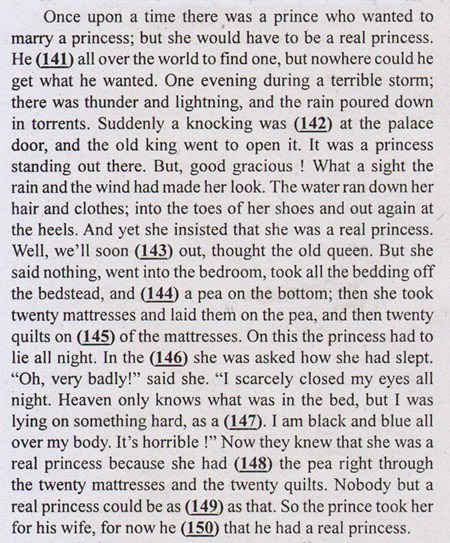 Once upon a time there was a prince who wanted to
marry a princess; but she would have to be a real princess.
He (141) all over the world to find one, but nowhere could he
get what he wanted. One evening during a terrible storm;
there was thunder and lightning, and the rain poured down
in torrents. Suddenly a knocking was (142) at the palace
door, and the old king went to open it. It was a princess
standing out there. But, good gracious ! What a sight the
rain and the wind had made her look. The water ran down her
hair and clothes; into the toes of her shoes and out again at
the heels. And yet she insisted that she was a real princess.
Well, we'll soon (143) out, thought the old queen. But she
said nothing, went into the bedroom, took all the bedding off
the bedstead, and (144) a pea on the bottom; then she took
twenty mattresses and laid them on the pea, and then twenty
quilts on (145) of the mattresses. On this the princess had to
lie all night. In the (146) she was asked how she had slept.
"Oh, very badly!" said she. "I scarcely closed my eyes all
night. Heaven only knows what was in the bed, but I was
lying on something hard, as a (147). I am black and blue all
over my body. It's horrible !" Now they knew that she was a
real princess because she had (148) the pea right through
the twenty mattresses and the twenty quilts. Nobody but a
real princess could be as (149) as that. So the prince took her
for his wife, for now he (150) that he had a real princess.